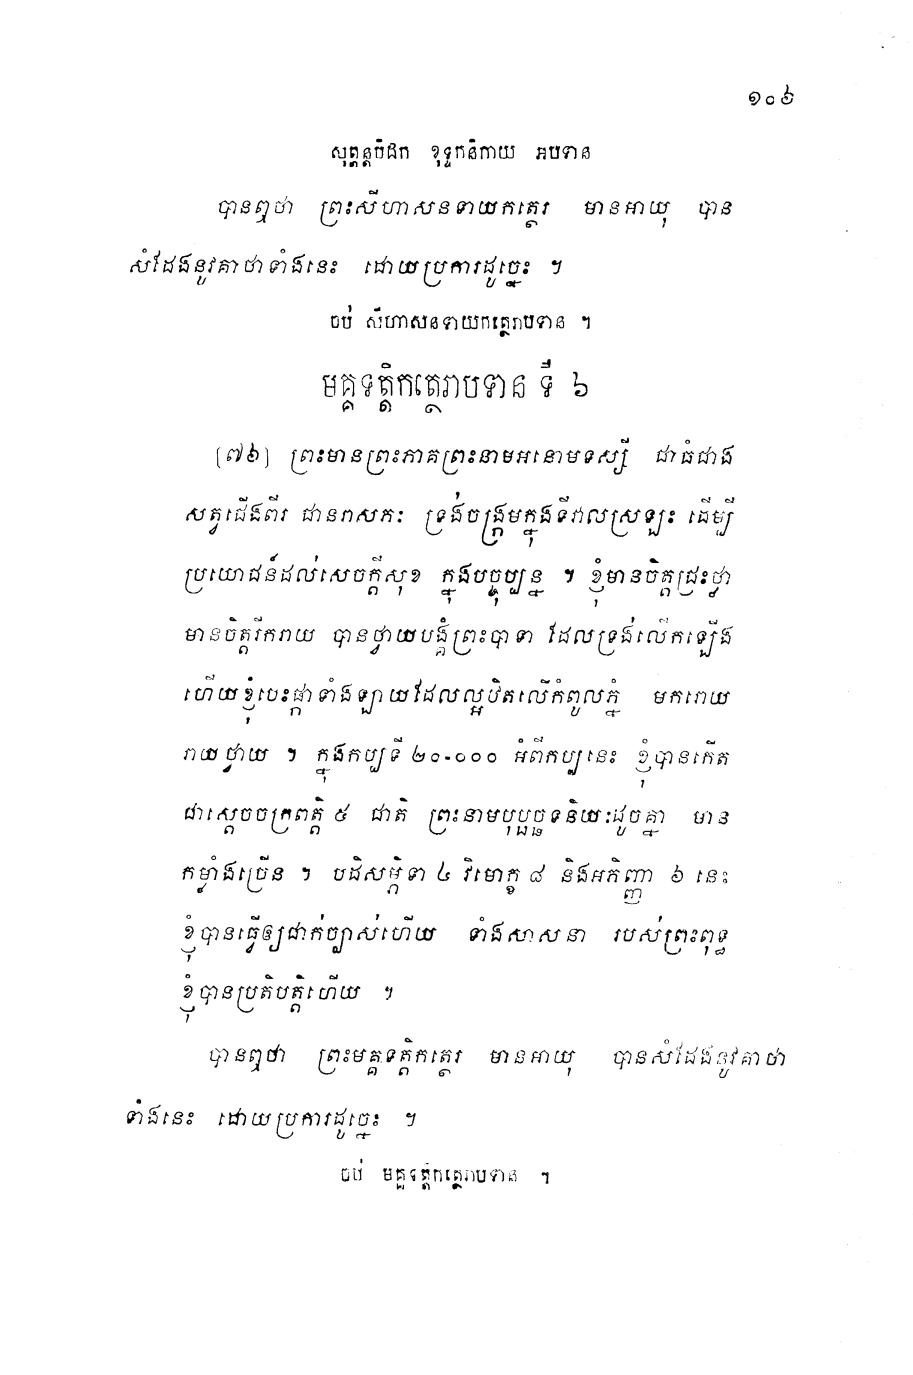 ១០៦
សុត្តន្តបិដក ខុទ្ទកនិកាយ អបទាន
បានឮថា ព្រះសីហាសនទាយកត្ថេរ មានអាយុ បាន
សំដែងនូវគាថាទាំងនេះ ដោយប្រការដូច្នេះ ។
ចប់ សីហាសនទាយកត្ថេរាបទាន ។
មគ្គទត្តិកត្ថេរាបទាន ទី ៦
[៧៦] ព្រះមានព្រះភាគព្រះនាមអនោមទស្សី ជាធំជាង
សត្វជើងពីរ ជានរាសភៈ ទ្រង់ចង្ក្រមក្នុងទីវាលស្រឡះ ដើម្បី
ប្រយោជន៍ដល់សេចក្តីសុខ ក្នុងបច្ចុប្បន្ន ។ ខ្ញុំមានចិត្តជ្រះថ្លា
មានចិត្តរីករាយ បានថ្វាយបង្គំព្រះបាទា ដែលទ្រង់លើកឡើង
ហើយខ្ញុំបេះផ្កាទាំងឡាយដែលល្អឋិតលើកំពូលភ្នំ មករោយ
រាយថ្វាយ ។ ក្នុងកប្បទី ២០.០០០ អំពីកប្បនេះ ខ្ញុំបានកើត
ជាស្តេចចក្រពត្តិ ៥ ជាតិ ព្រះនាមបុប្ផច្ឆទនិយៈដូចគ្នា មាន
កម្លាំងច្រើន ។ បដិសម្ភិទា ៤ វិមោក្ខ ៨ និងអភិញ្ញា ៦ នេះ
ខ្ញុំបានធ្វើឲ្យជាក់ច្បាស់ហើយ ទាំងសាសនា របស់ព្រះពុទ្ធ
ខ្ញុំបានប្រតិបត្តិហើយ ។
បានឮថា ព្រះមគ្គទត្តិកត្ថេរ មានអាយុ បានសំដែងនូវគាថា
ទាំងនេះ ដោយប្រការដូច្នេះ ។
ចប់ មគ្គទត្តិកត្ថេរាបទាន ។